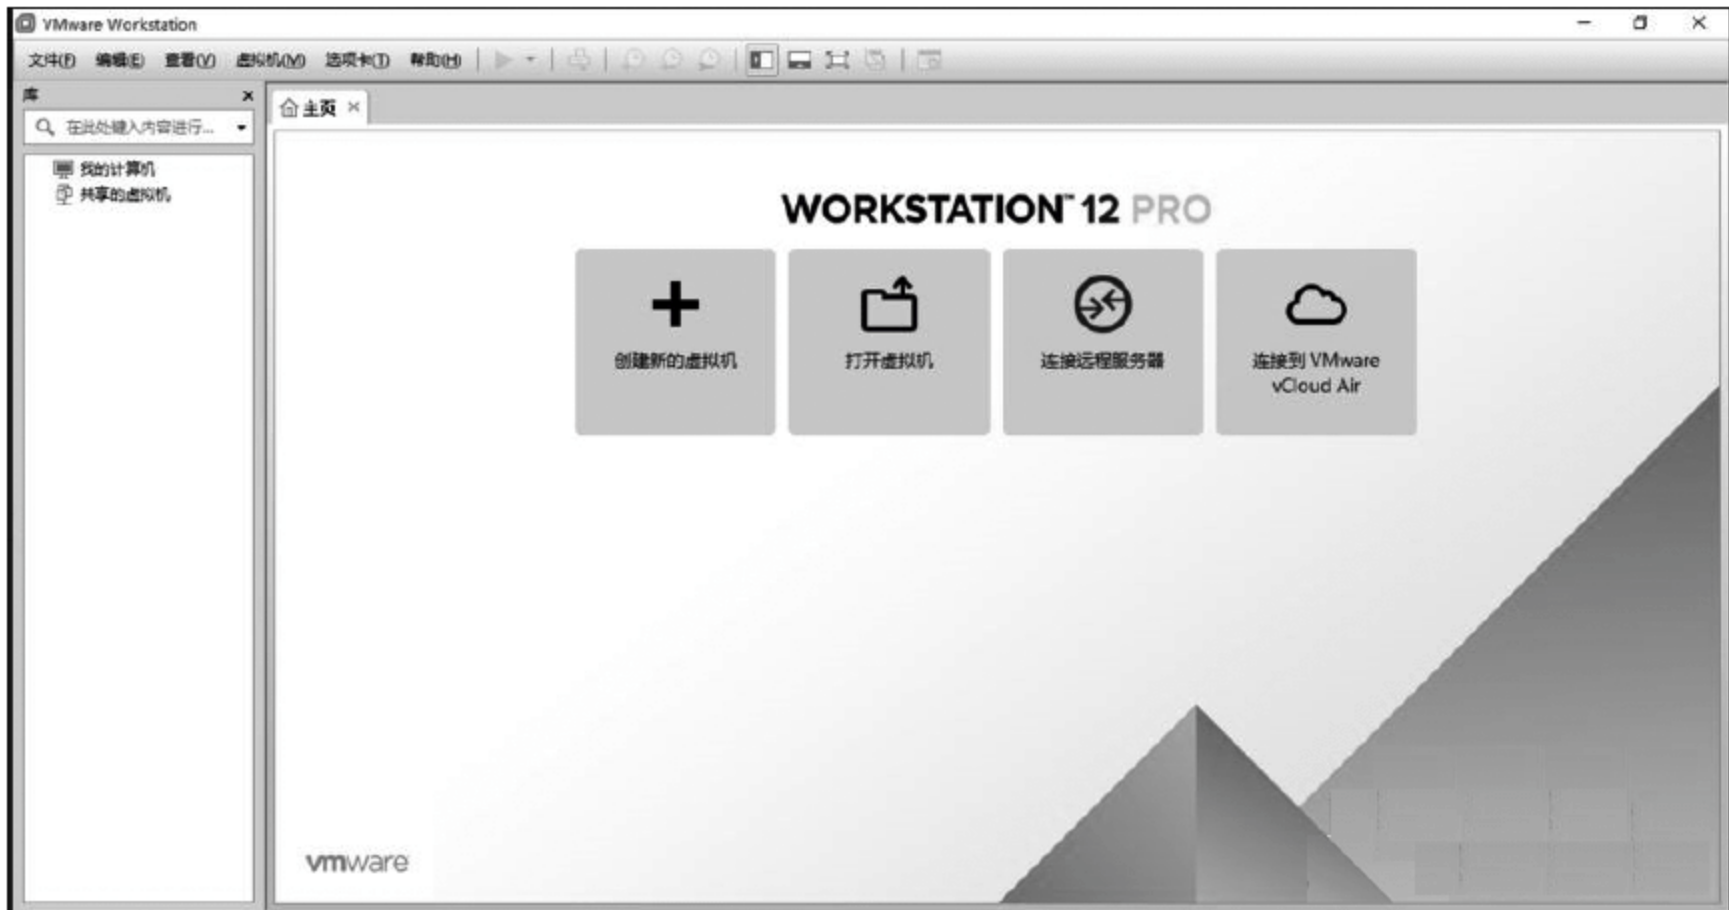 VMware Workstation
文件(F) 编辑(E) 查看(V) 虚拟机(M) 选项卡(T) 帮助(H)
库
主页
在此处键入内容进行...
我的计算机
共享的虚拟机
WORKSTATION™ 12 PRO
创建新的虚拟机
打开虚拟机
连接远程服务器
连接到 VMware
vCloud Air
vmware